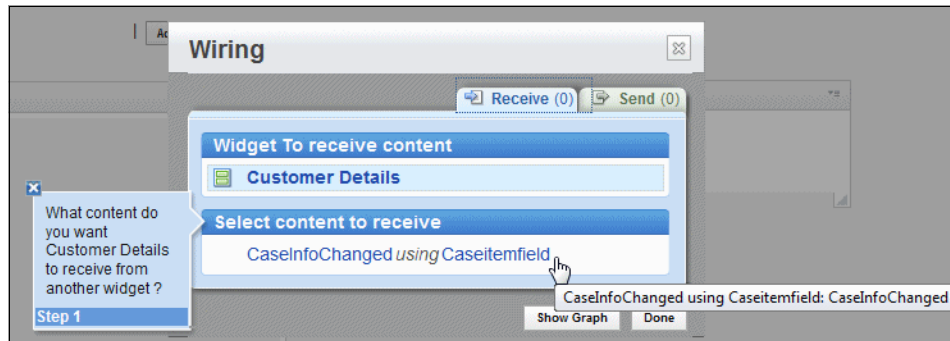 Wiring
Receive (0)
Send (0)
Widget To receive content
Customer Details
Select content to receive
CaseInfoChanged using Caseitemfield
What content do
you want
Customer Details
to receive from
another widget ?
Step 1
CaseInfoChanged using Caseitemfield: CaseInfoChanged
Show Graph
Done